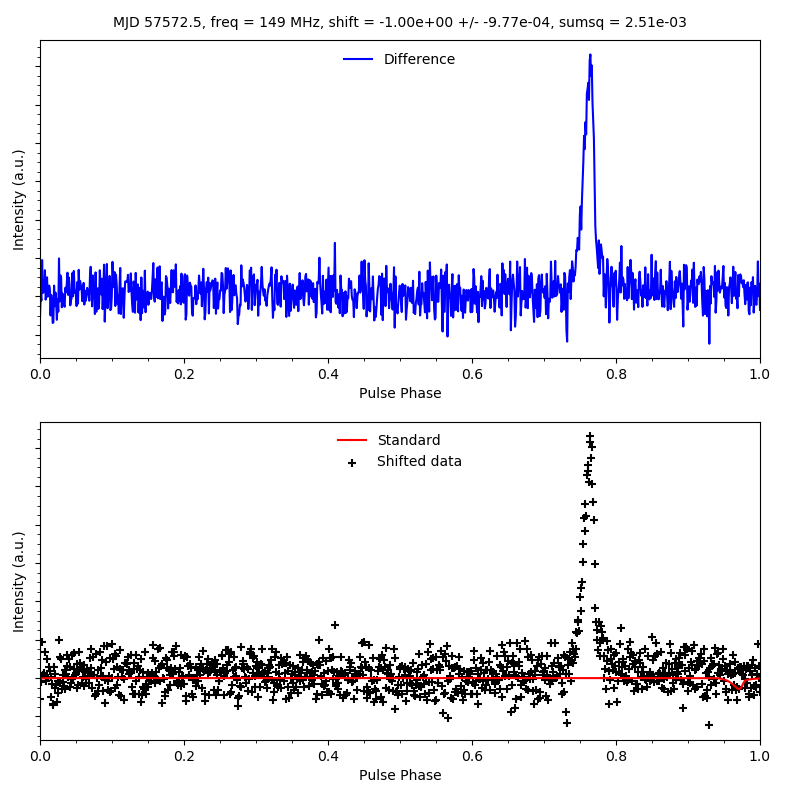 MJD 57572.5, freq = 149 MHz, shift = -1.00e+00 +/- -9.77e-04, sumsq = 2.51e-03
Difference
Intensity (a.u.)
0.0 0.2 0.4 0.6 0.8 1.0
Pulse Phase
Standard
Shifted data
Intensity (a.u.)
0.0 0.2 0.4 0.6 0.8 1.0
Pulse Phase